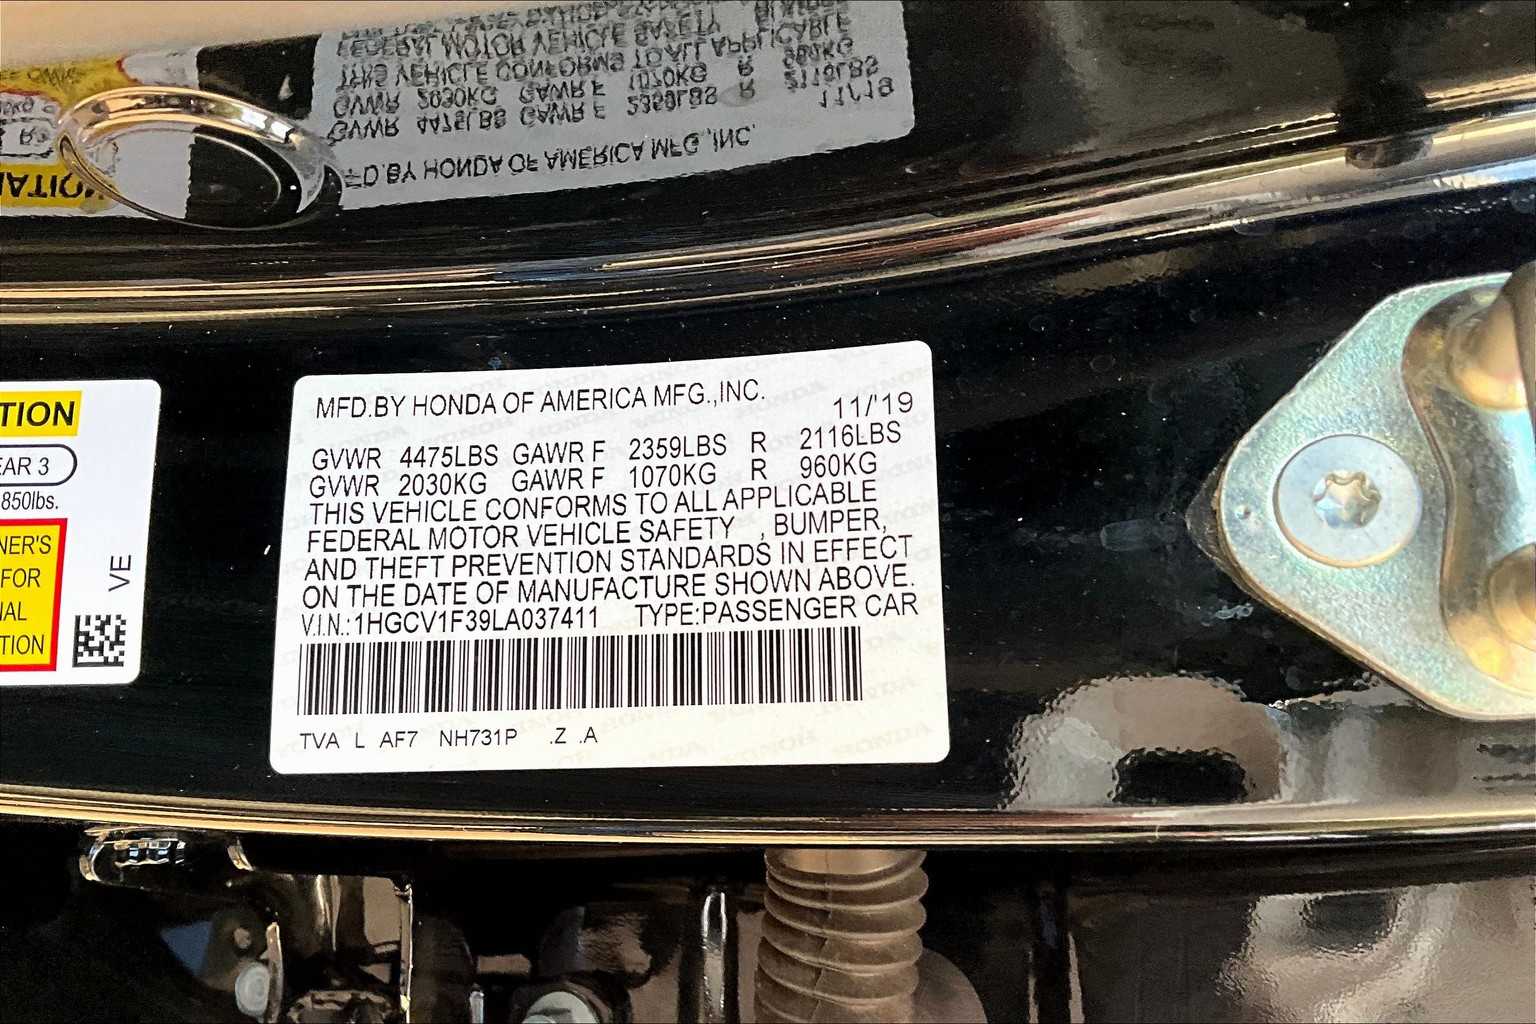 MFD.BY HONDA OF AMERICA MFG.,INC.
11/'19
GVWR 4475LBS GAWR F 2359LBS R 2116LBS
GVWR 2030KG GAWR F 1070KG R 960KG
THIS VEHICLE CONFORMS TO ALL APPLICABLE
FEDERAL MOTOR VEHICLE SAFETY , BUMPER,
AND THEFT PREVENTION STANDARDS IN EFFECT
ON THE DATE OF MANUFACTURE SHOWN ABOVE.
V.I.N.:1HGCV1F39LA037411 TYPE:PASSENGER CAR
TVA L AF7 NH731P .Z .A
TION
EAR 3
850lbs.
NER'S
FOR
NAL
TION
VE